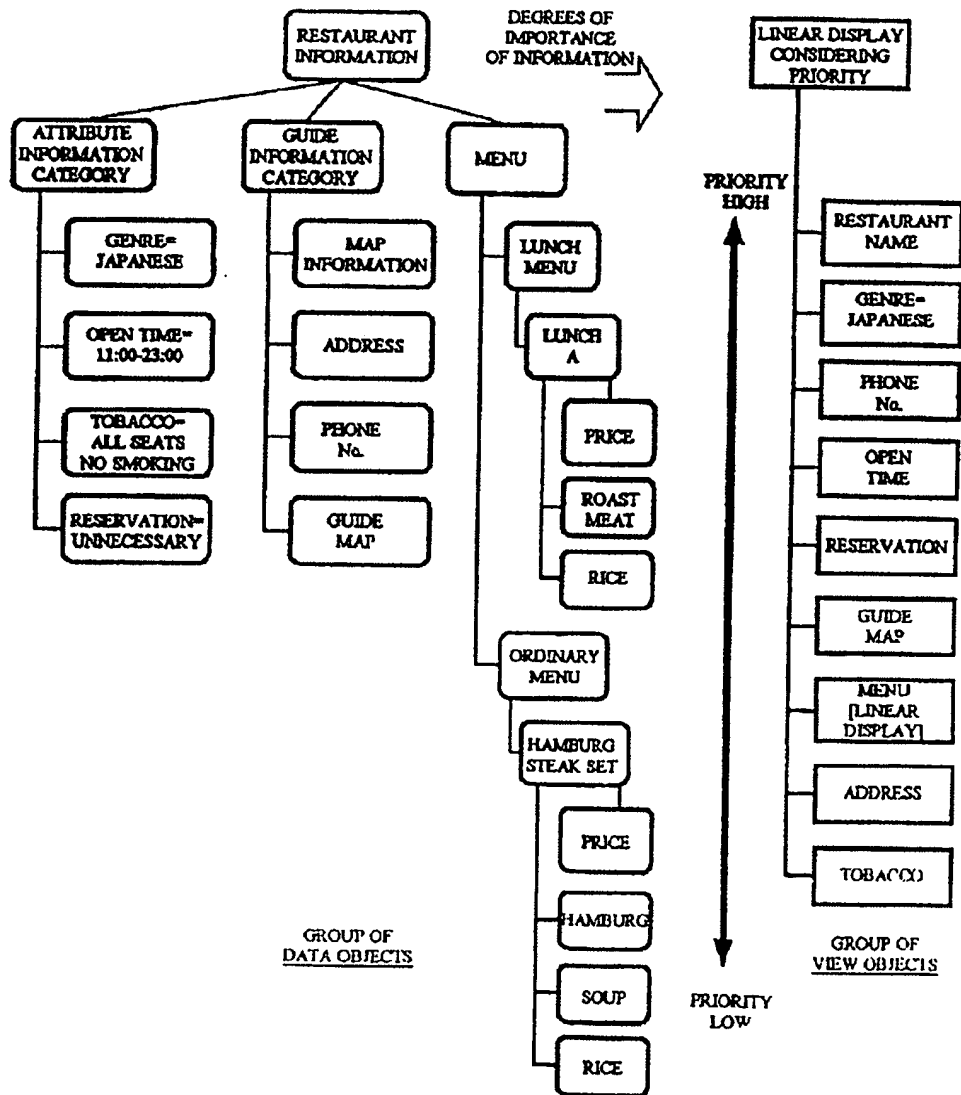 RESTAURANT
INFORMATION
DEGREES OF
IMPORTANCE
OF INFORMATION
LINEAR DISPLAY
CONSIDERING
PRIORITY
ATTRIBUTE
INFORMATION
CATEGORY
GENRE=
JAPANESE
OPEN TIME=
11:00-23:00
TOBACCO=
ALL SEATS
NO SMOKING
RESERVATION=
UNNECESSARY
GUIDE
INFORMATION
CATEGORY
MAP
INFORMATION
ADDRESS
PHONE
No.
GUIDE
MAP
MENU
LUNCH
MENU
LUNCH
A
PRICE
ROAST
MEAT
RICE
ORDINARY
MENU
HAMBURG
STEAK SET
PRICE
HAMBURG
SOUP
RICE
GROUP OF
DATA OBJECTS
PRIORITY
HIGH
PRIORITY
LOW
RESTAURANT
NAME
GENRE=
JAPANESE
PHONE
No.
OPEN
TIME
RESERVATION
GUIDE
MAP
MENU
[LINEAR
DISPLAY]
ADDRESS
TOBACCO
GROUP OF
VIEW OBJECTS